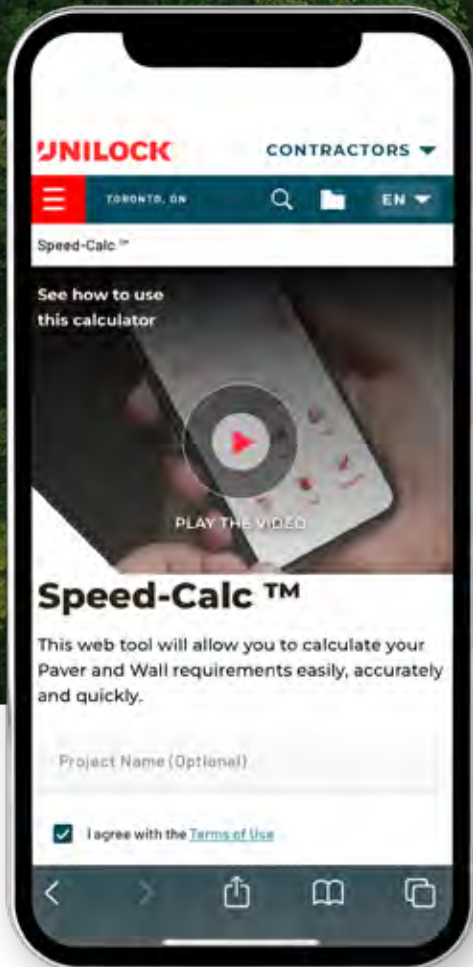 UNILOCK
CONTRACTORS
TORONTO, ON
EN
Speed-Calc ™
See how to use
this calculator
PLAY THE VIDEO
Speed-Calc ™
This web tool will allow you to calculate your
Paver and Wall requirements easily, accurately
and quickly.
Project Name (Optional)
I agree with the Terms of Use